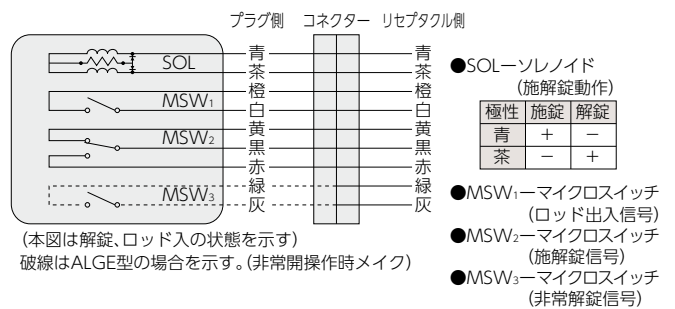 プラグ側 コネクター リセプタクル側
SOL 青 青
茶 茶
橙 橙
MSW1 白 白
黄 黄
MSW2 黒 黒
赤 赤
緑 緑
MSW3 灰 灰
(本図は解錠、ロッド入の状態を示す)
破線はALGE型の場合を示す。(非常開操作時メイク)
●SOLーソレノイド
(施解錠動作)
極性 施錠 解錠
青 + −
茶 − +
●MSW1ーマイクロスイッチ
(ロッド出入信号)
●MSW2ーマイクロスイッチ
(施解錠信号)
●MSW3ーマイクロスイッチ
(非常解錠信号)